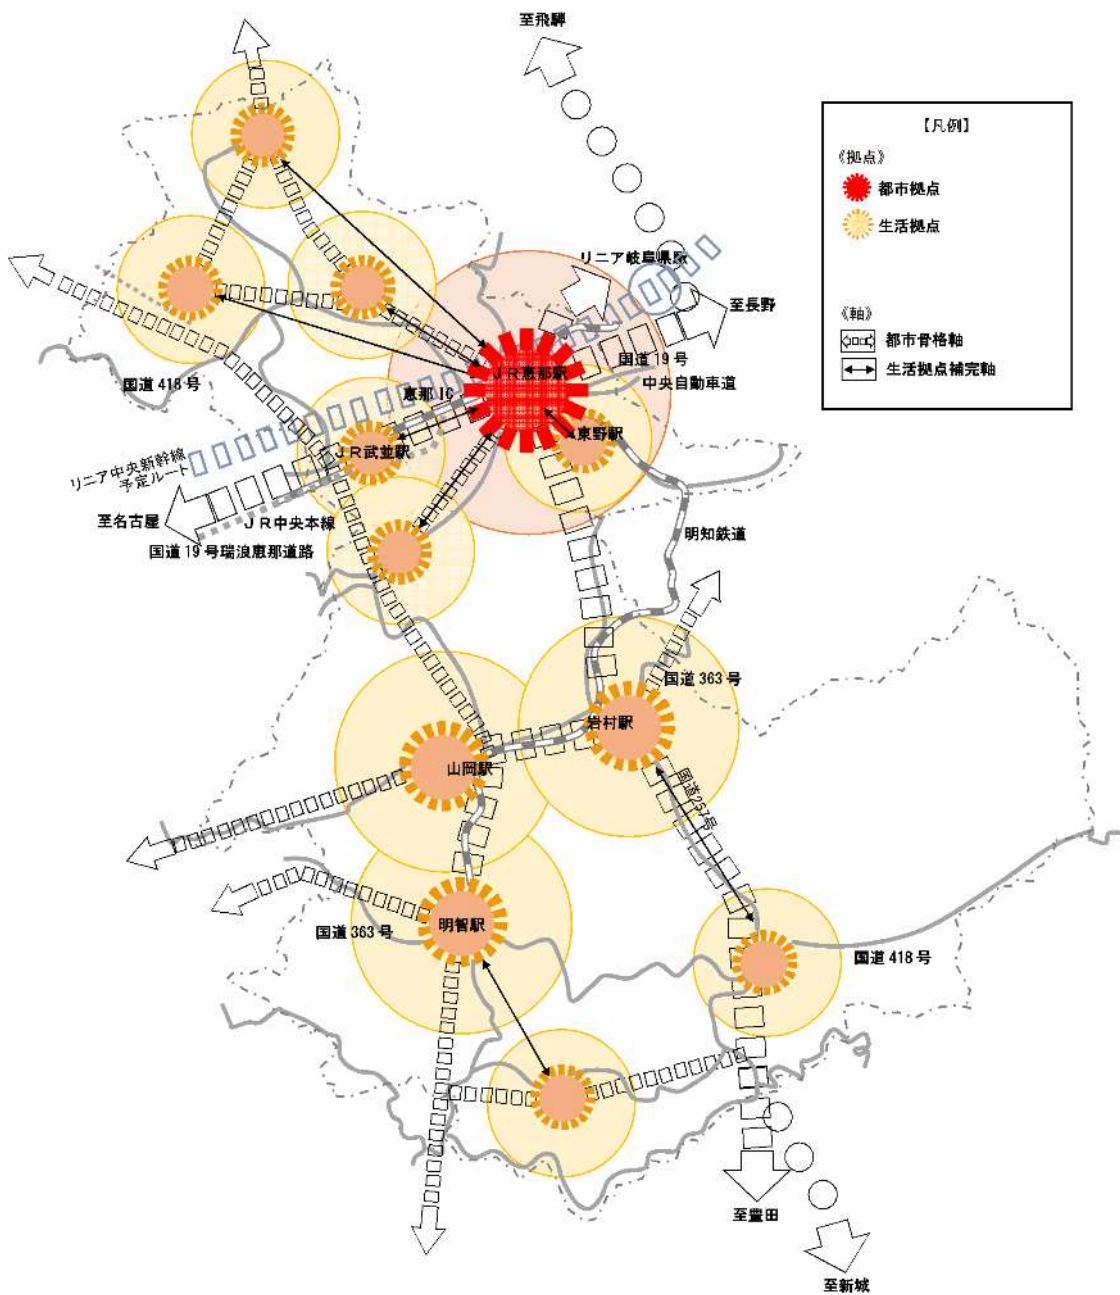 至飛騨
【凡例】
《拠点》
都市拠点
生活拠点
《軸》
都市骨格軸
生活拠点補完軸
リニア岐阜県駅
至長野
国道19号
中央自動車道
JR恵那駅
恵那IC
東野駅
国道418号
JR武並駅
リニア中央新幹線
予定ルート
至名古屋
JR中央本線
国道19号瑞浪恵那道路
明知鉄道
国道363号
岩村駅
山岡駅
国道257号
明智駅
国道363号
国道418号
至豊田
至新城